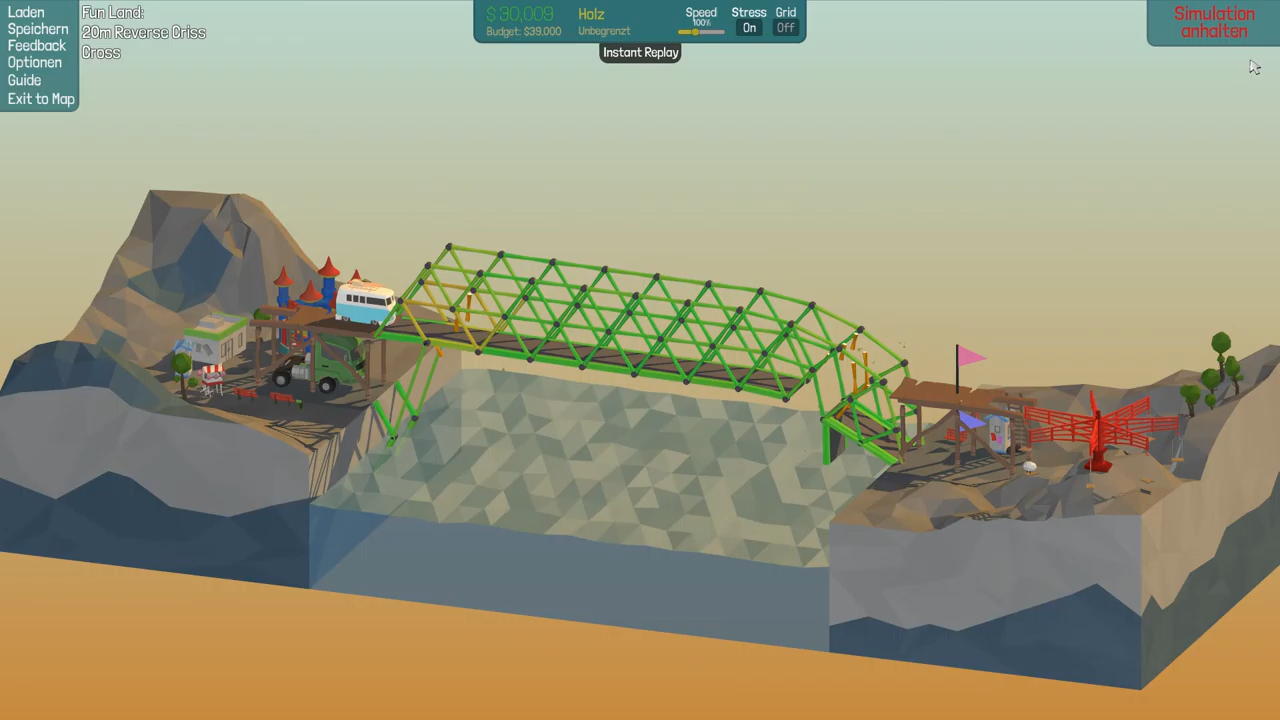 Laden
Speichern
Feedback
Optionen
Guide
Exit to Map
Fun Land:
20m Reverse Criss
Cross
$ 30,009
Budget: $39,000
Holz
Unbegrenzt
Speed
100%
Stress
On
Grid
Off
Instant Replay
Simulation
anhalten